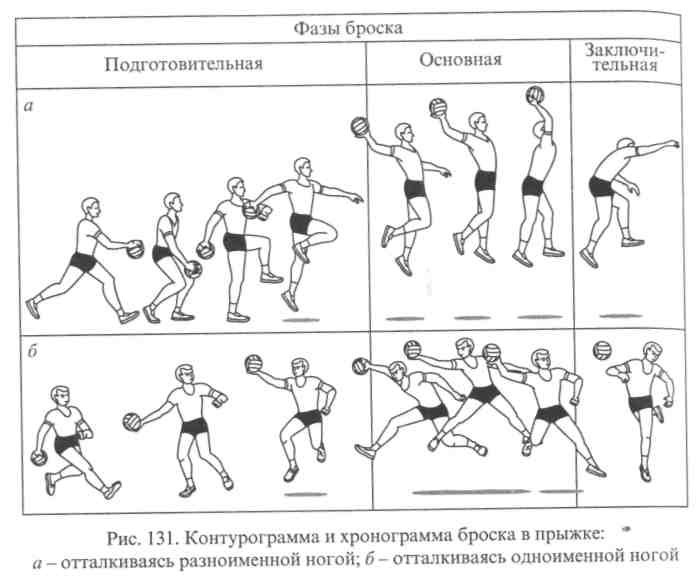 Фазы броска
Подготовительная
Основная
Заключи-
тельная
а
б
Рис. 131. Контурограмма и хронограмма броска в прыжке:
а – отталкиваясь разноименной ногой; б – отталкиваясь одноименной ногой